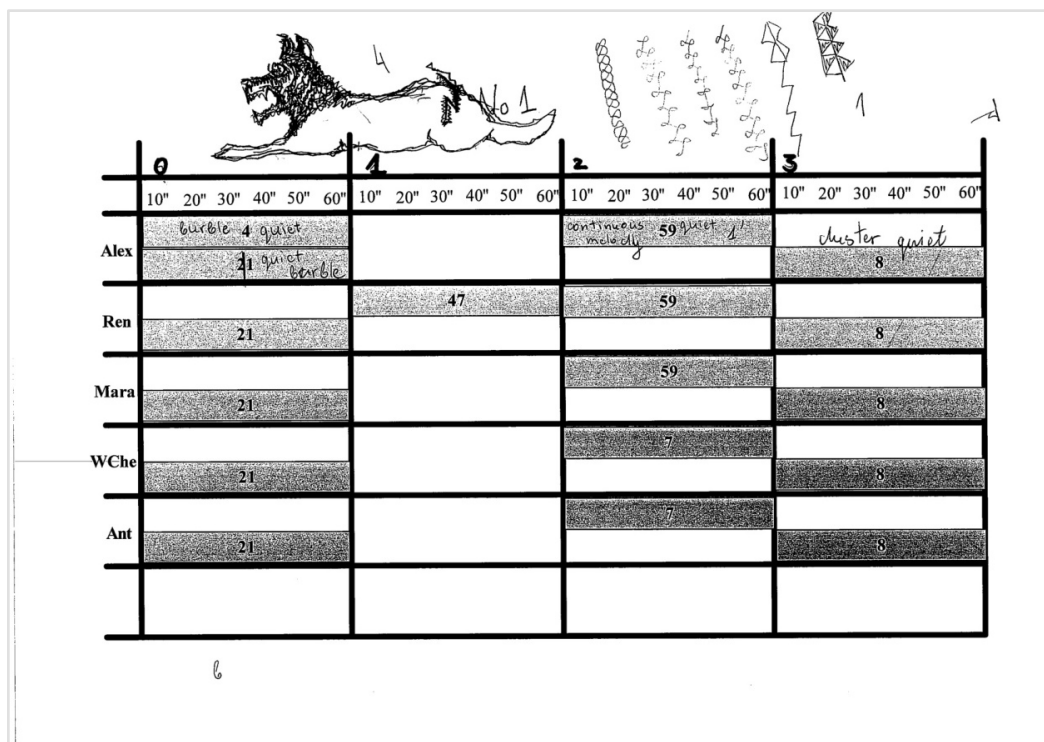 4
No 1
1
0 1 2 3
10" 20" 30" 40" 50" 60" 10" 20" 30" 40" 50" 60" 10" 20" 30" 40" 50" 60" 10" 20" 30" 40" 50" 60"
Alex
burble 4 quiet
continuous 59 quiet 1'
melody
cluster quiet
21 quiet
burble
8
Ren
47 59
21 8
Mara
59
21 8
WChe
7
21 8
Ant
7
21 8